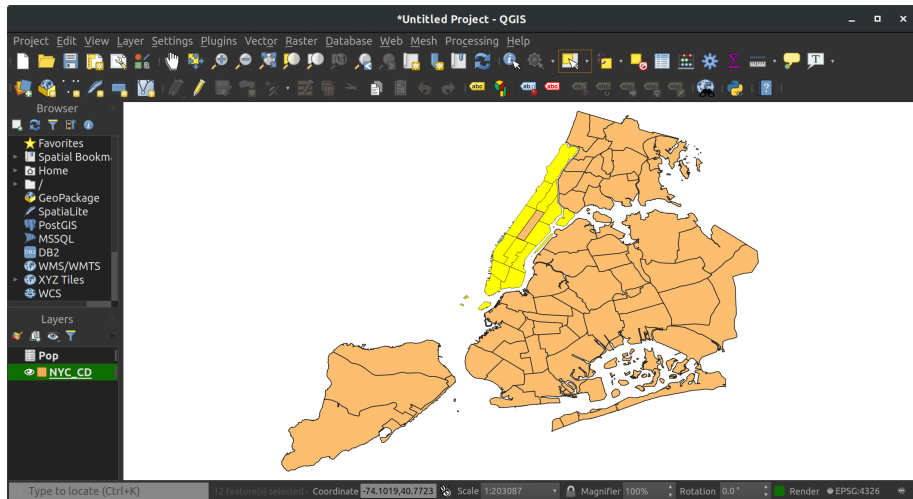 *Untitled Project - QGIS
Project Edit View Layer Settings Plugins Vector Raster Database Web Mesh Processing Help
abc
Browser
Favorites
Spatial Bookm
Home
/
GeoPackage
SpatiaLite
PostGIS
MSSQL
DB2
WMS/WMTS
XYZ Tiles
WCS
Layers
Pop
NYC_CD
Type to locate (Ctrl+K) 12 feature(s) selected Coordinate -74.1019,40.7723 Scale 1:203087 Magnifier 100% Rotation 0.0 ° Render EPSG:4326